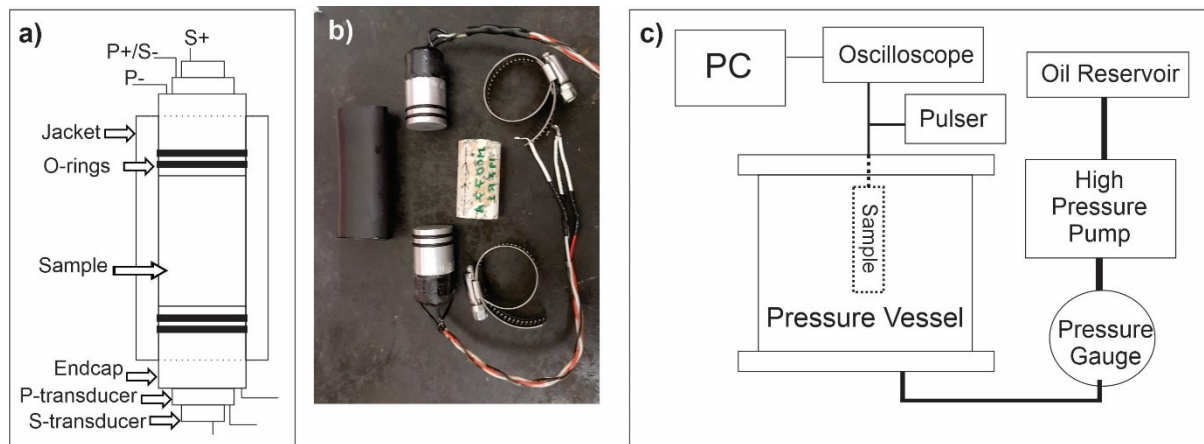 a)
S+
P+/S-
P-
Jacket
O-rings
Sample
Endcap
P-transducer
S-transducer
b)
c)
PC
Oscilloscope
Pulser
Sample
Pressure Vessel
Oil Reservoir
High
Pressure
Pump
Pressure
Gauge